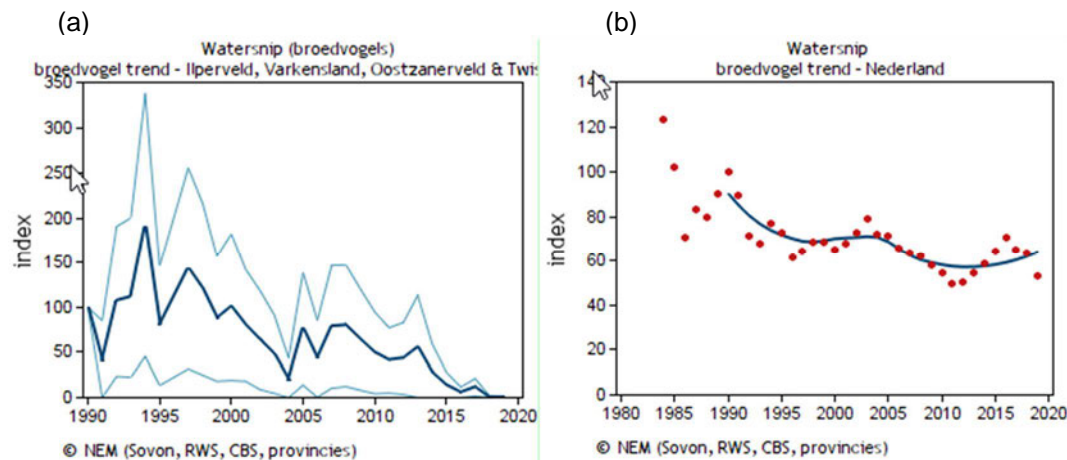 (a)
Watersnip (broedvogels)
broedvogel trend - Ilperveld, Varkensland, Oostzanerveld & Twis
350
300
250
200
150
100
50
0
index
1990 1995 2000 2005 2010 2015 2020
© NEM (Sovon, RWS, CBS, provincies)
(b)
Watersnip
broedvogel trend - Nederland
140
120
100
80
60
40
20
0
index
1980 1985 1990 1995 2000 2005 2010 2015 2020
© NEM (Sovon, RWS, CBS, provincies)